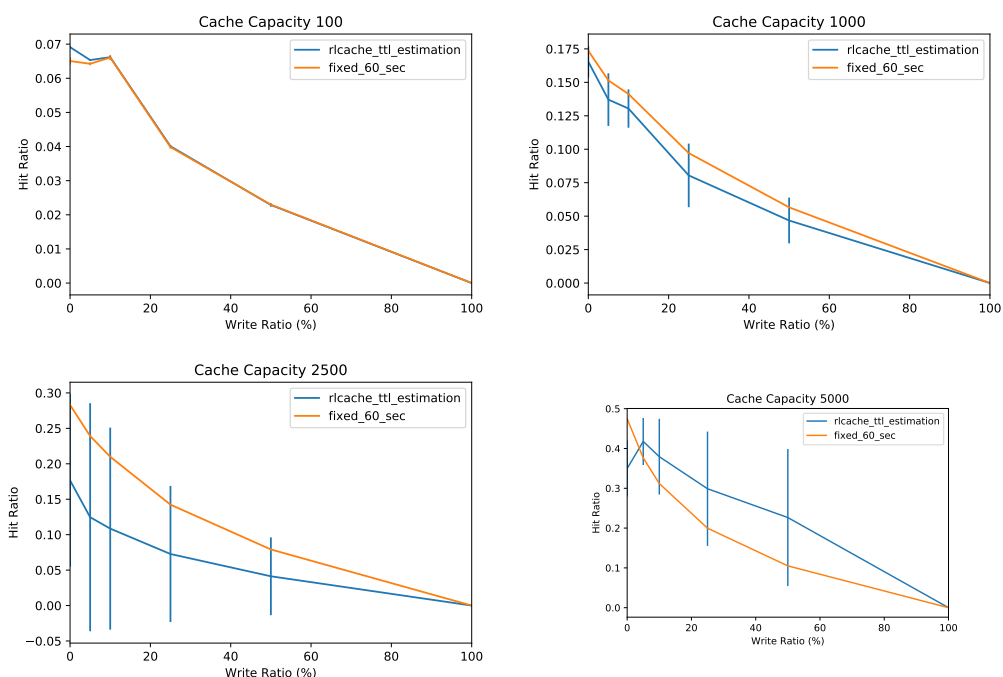 Cache Capacity 100
rlcache_ttl_estimation
fixed_60_sec
0.07
0.06
0.05
0.04
0.03
0.02
0.01
0.00
Hit Ratio
0 20 40 60 80 100
Write Ratio (%)
Cache Capacity 1000
rlcache_ttl_estimation
fixed_60_sec
0.175
0.150
0.125
0.100
0.075
0.050
0.025
0.000
Hit Ratio
0 20 40 60 80 100
Write Ratio (%)
Cache Capacity 2500
rlcache_ttl_estimation
fixed_60_sec
0.30
0.25
0.20
0.15
0.10
0.05
0.00
−0.05
Hit Ratio
0 20 40 60 80 100
Write Ratio (%)
Cache Capacity 5000
rlcache_ttl_estimation
fixed_60_sec
0.5
0.4
0.3
0.2
0.1
0.0
Hit Ratio
0 20 40 60 80 100
Write Ratio (%)